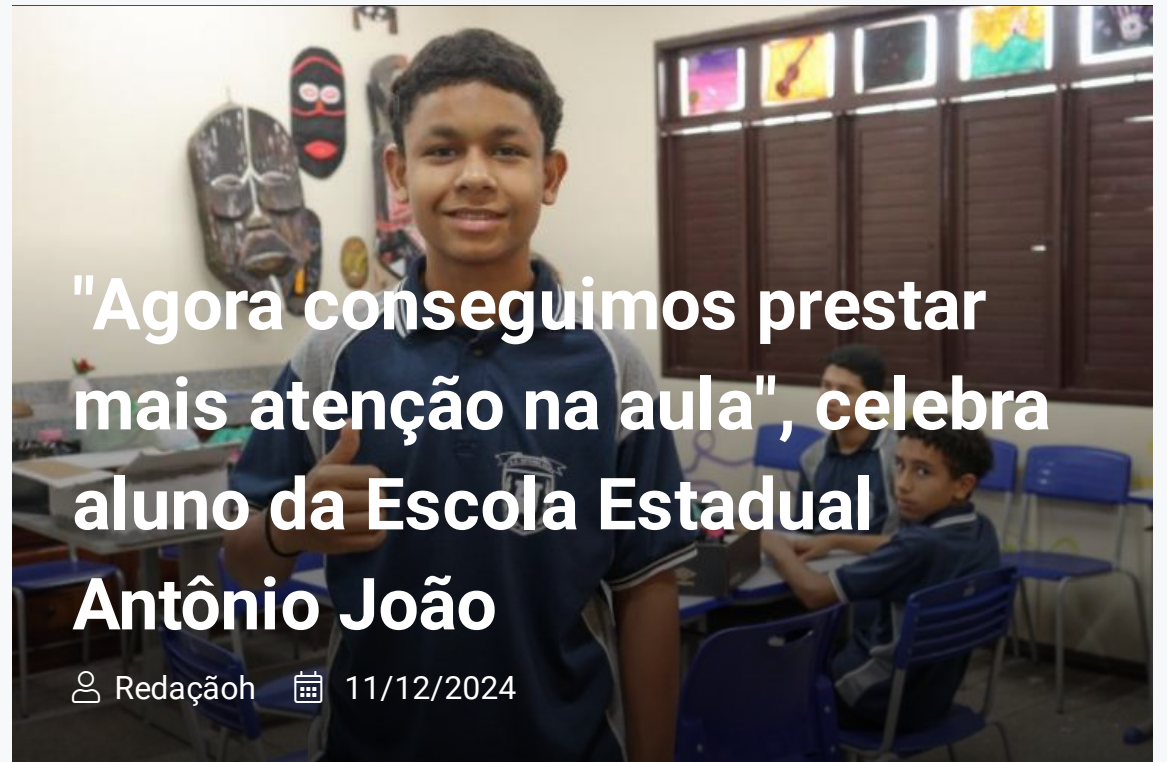 "Agora conseguimos prestar
mais atenção na aula", celebra
aluno da Escola Estadual
Antônio João
Redaçãoh 11/12/2024